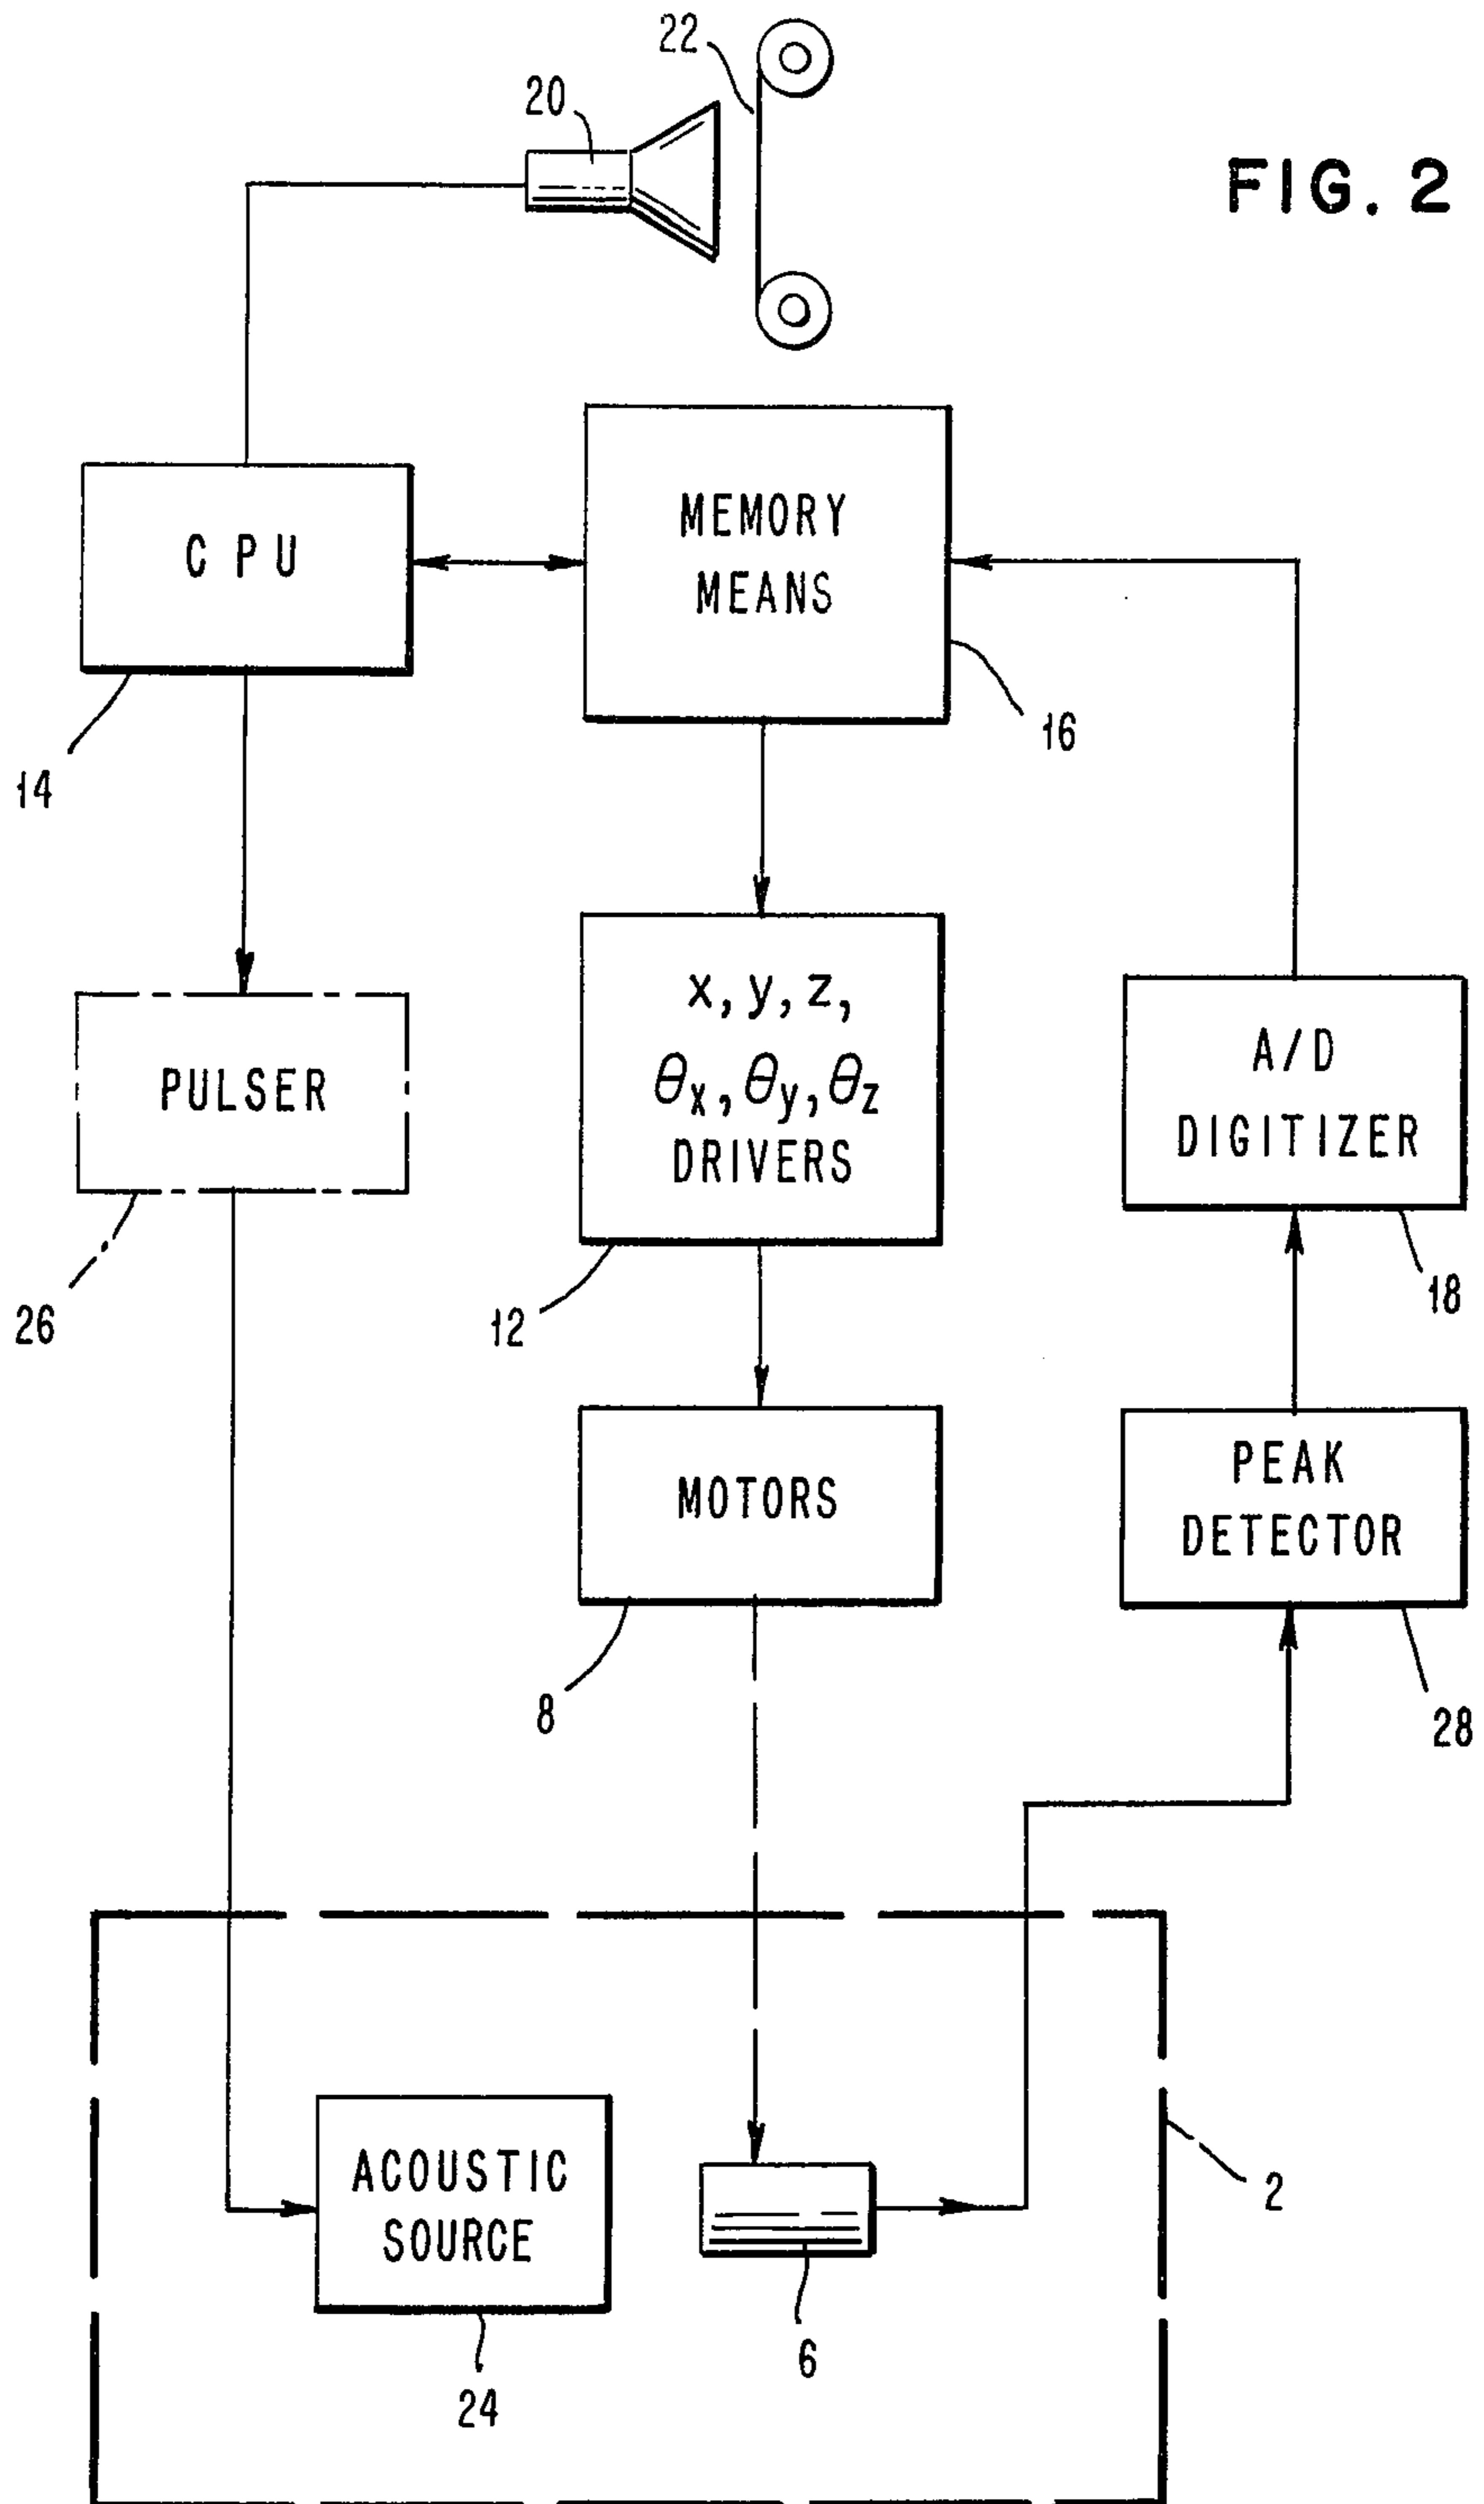 22
20
FIG. 2
CPU
MEMORY
MEANS
16
14
x, y, z,
θx, θy, θz
DRIVERS
PULSER
A/D
DIGITIZER
26
12
18
MOTORS
PEAK
DETECTOR
8
28
ACOUSTIC
SOURCE
2
6
24